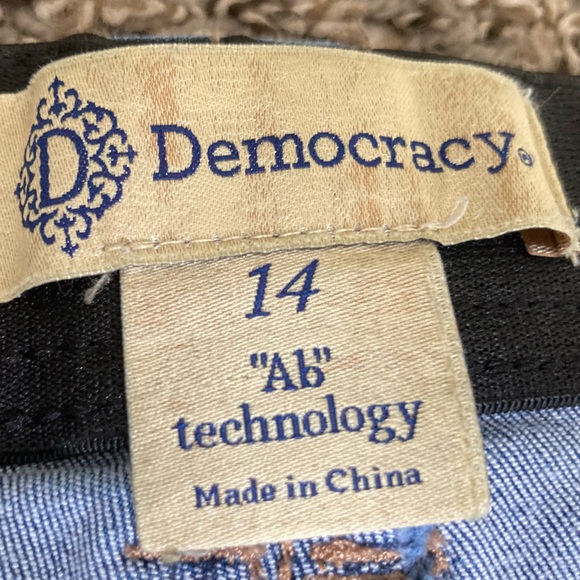 D Democracy®
14
"Ab"
technology
Made in China